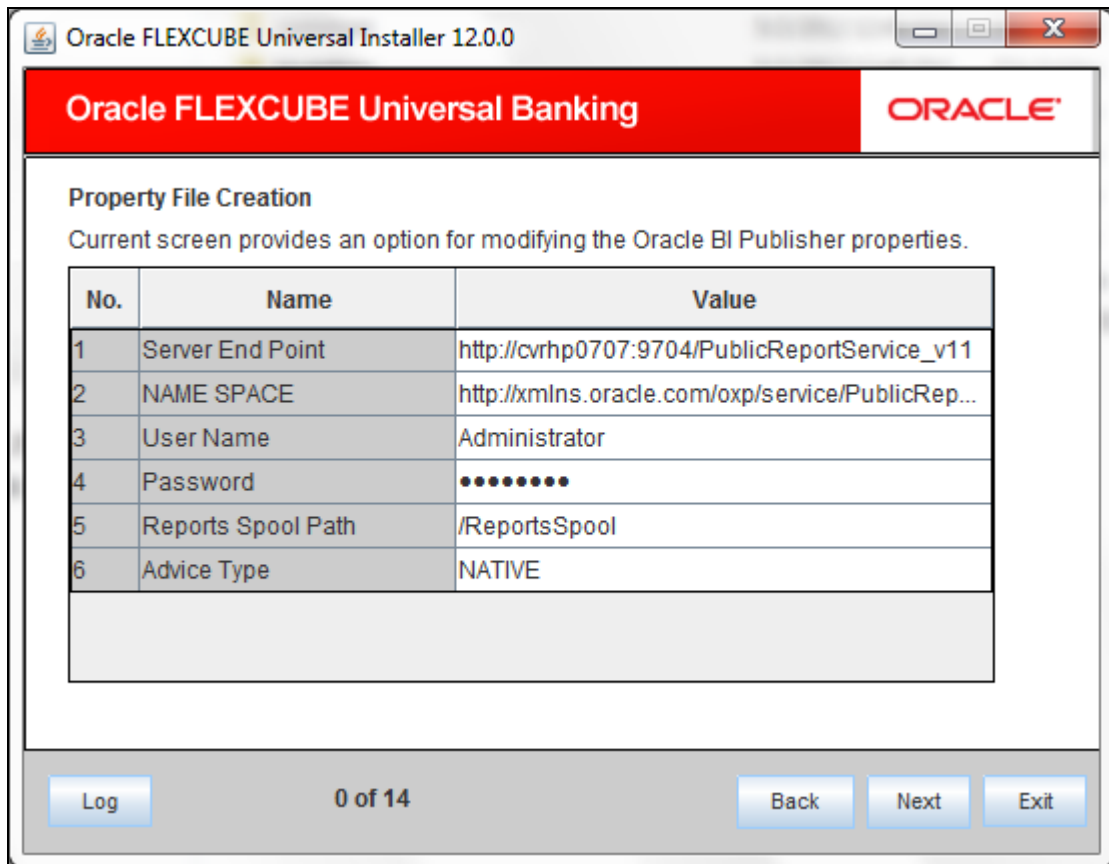 Oracle FLEXCUBE Universal Installer 12.0.0
Oracle FLEXCUBE Universal Banking
ORACLE
Property File Creation
Current screen provides an option for modifying the Oracle BI Publisher properties.
No. Name Value
1 Server End Point http://cvrhp0707:9704/PublicReportService_v11
2 NAME SPACE http://xmlns.oracle.com/oxp/service/PublicRep...
3 User Name Administrator
4 Password ●●●●●●●●
5 Reports Spool Path /ReportsSpool
6 Advice Type NATIVE
Log 0 of 14 Back Next Exit